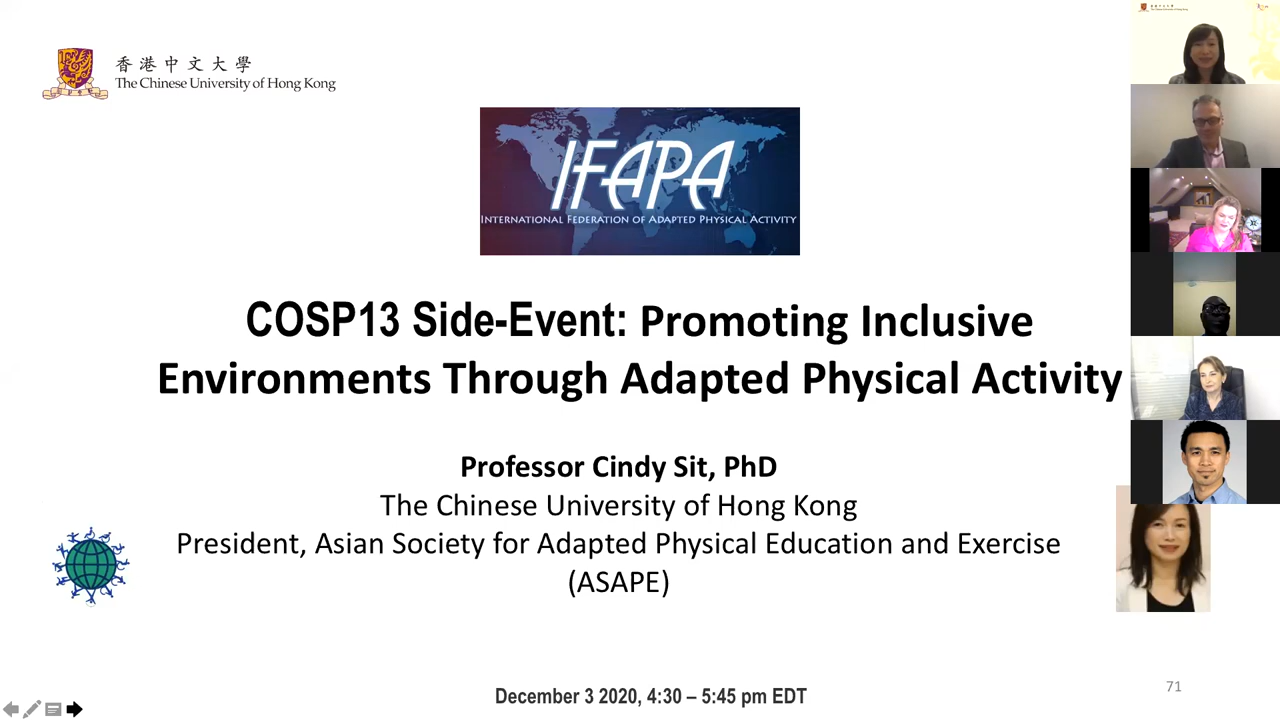 香港中文大學
The Chinese University of Hong Kong
IFAPA
INTERNATIONAL FEDERATION OF ADAPTED PHYSICAL ACTIVITY
COSP13 Side-Event: Promoting Inclusive
Environments Through Adapted Physical Activity
Professor Cindy Sit, PhD
The Chinese University of Hong Kong
President, Asian Society for Adapted Physical Education and Exercise
(ASAPE)
December 3 2020, 4:30 – 5:45 pm EDT
71